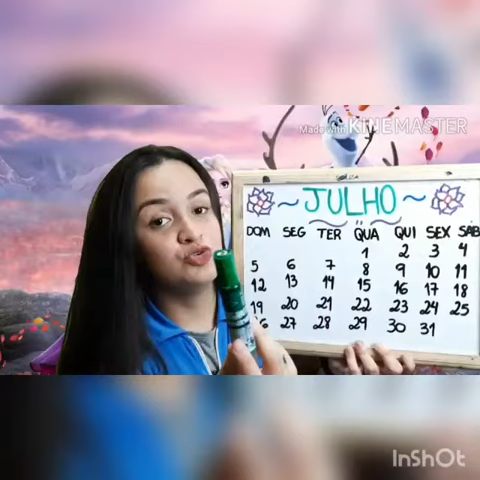 Made with KINEMASTER
~ JULHO ~
DOM SEG TER QUA QUI SEX SÁB
1 2 3 4
5 6 7 8 9 10 11
12 13 14 15 16 17 18
19 20 21 22 23 24 25
27 28 29 30 31
InShOt